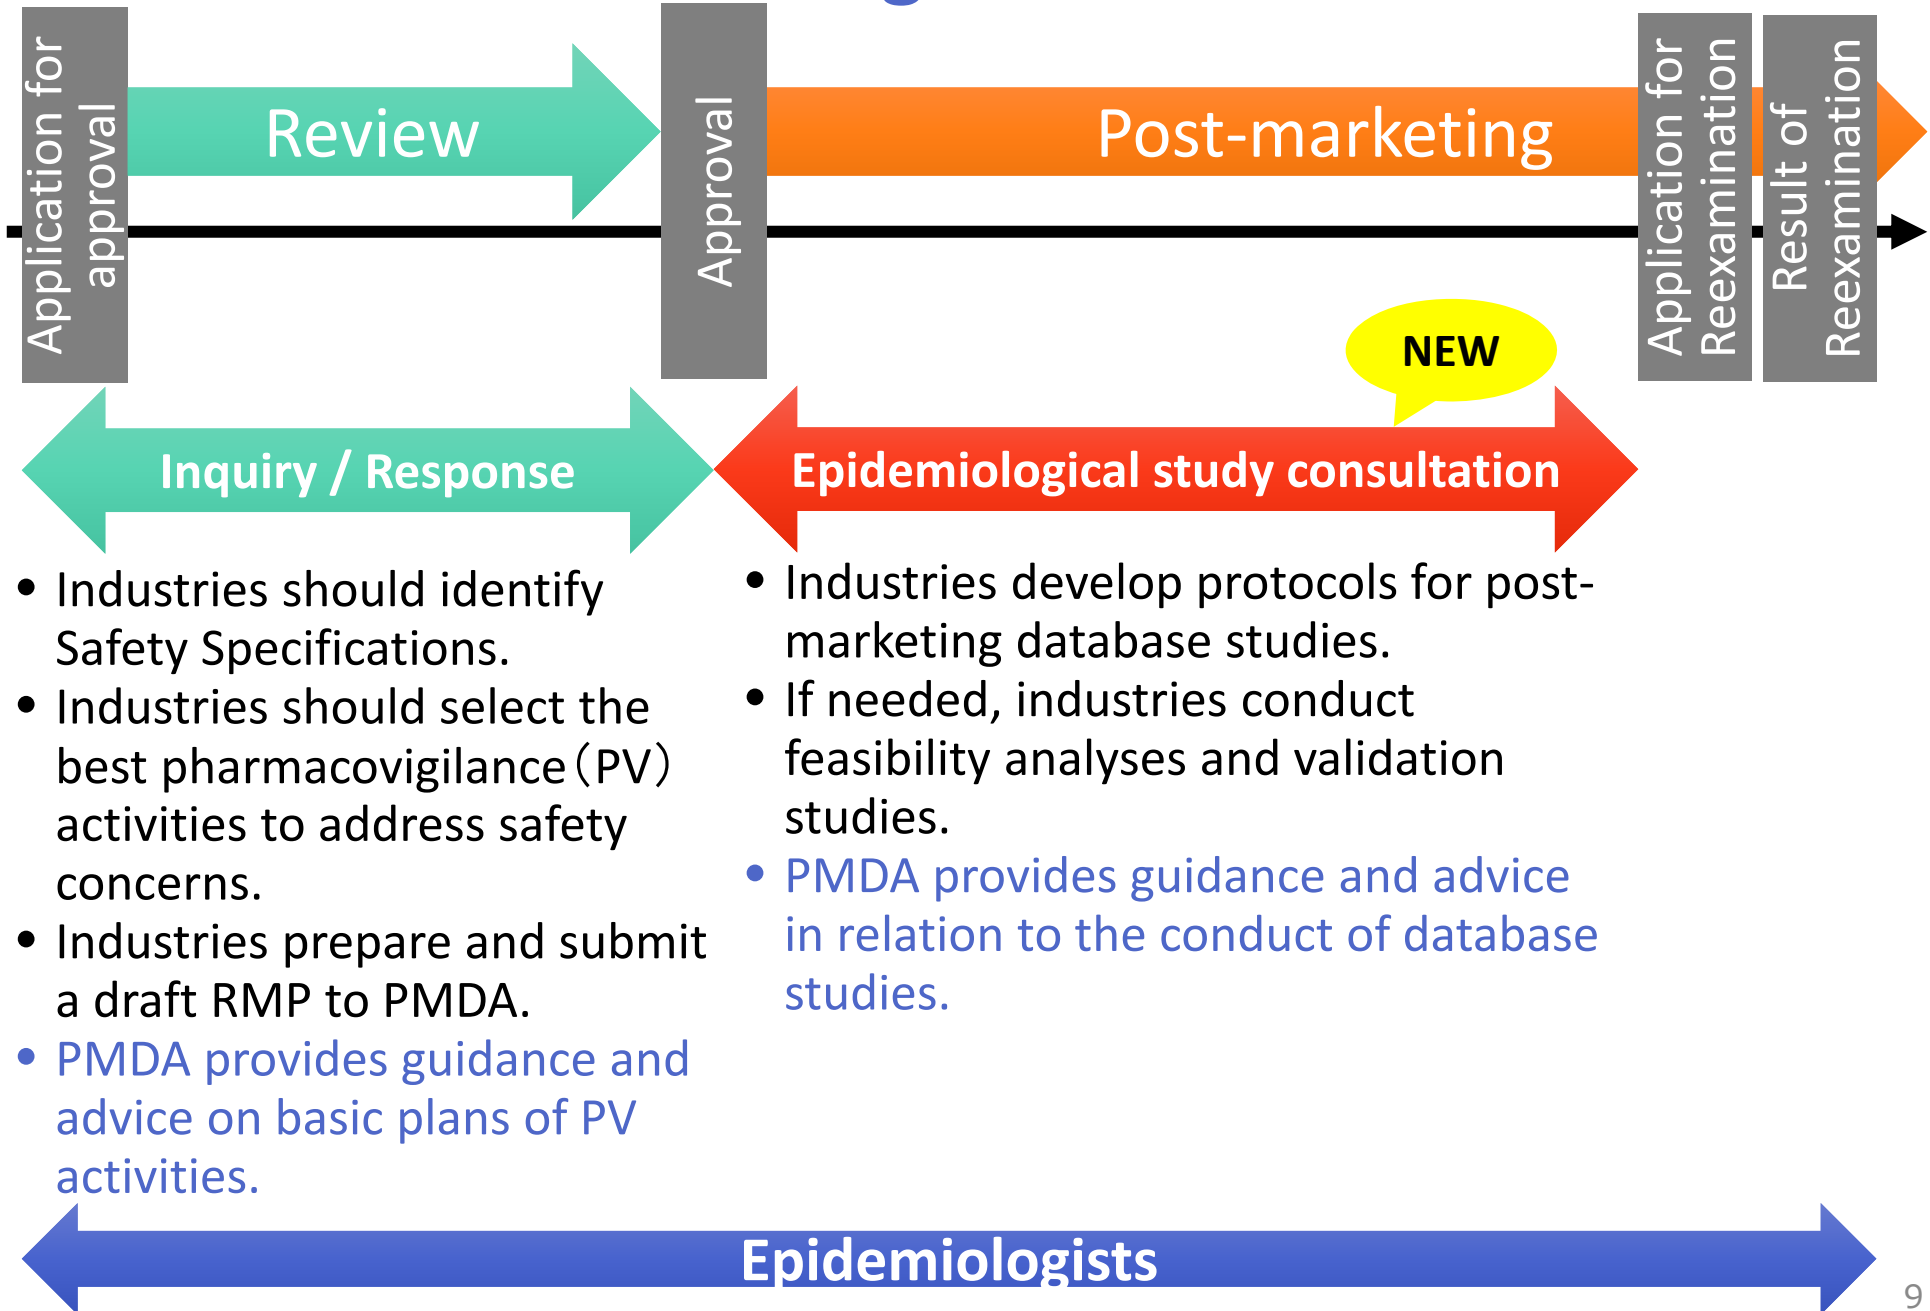 Application for
approval
Review
Approval
Post-marketing
Application for
Reexamination
Result of
Reexamination
NEW
Inquiry / Response
Epidemiological study consultation
• Industries should identify
Safety Specifications.
• Industries should select the
best pharmacovigilance（PV）
activities to address safety
concerns.
• Industries prepare and submit
a draft RMP to PMDA.
• PMDA provides guidance and
advice on basic plans of PV
activities.
• Industries develop protocols for post-
marketing database studies.
• If needed, industries conduct
feasibility analyses and validation
studies.
• PMDA provides guidance and advice
in relation to the conduct of database
studies.
Epidemiologists
9